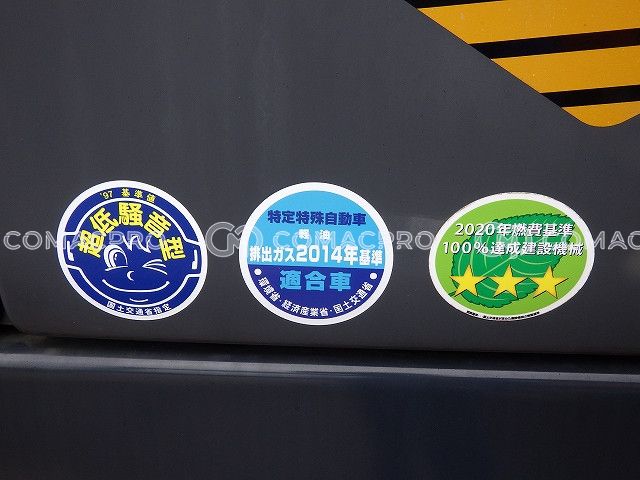 '97 基準値
超低騒音型
国土交通省指定
特定特殊自動車
軽油
排出ガス2014年基準
適合車
環境省・経済産業省・国土交通省
2020年燃費基準
100%達成建設機械
COMACPRO
COMACPRO
COMAC